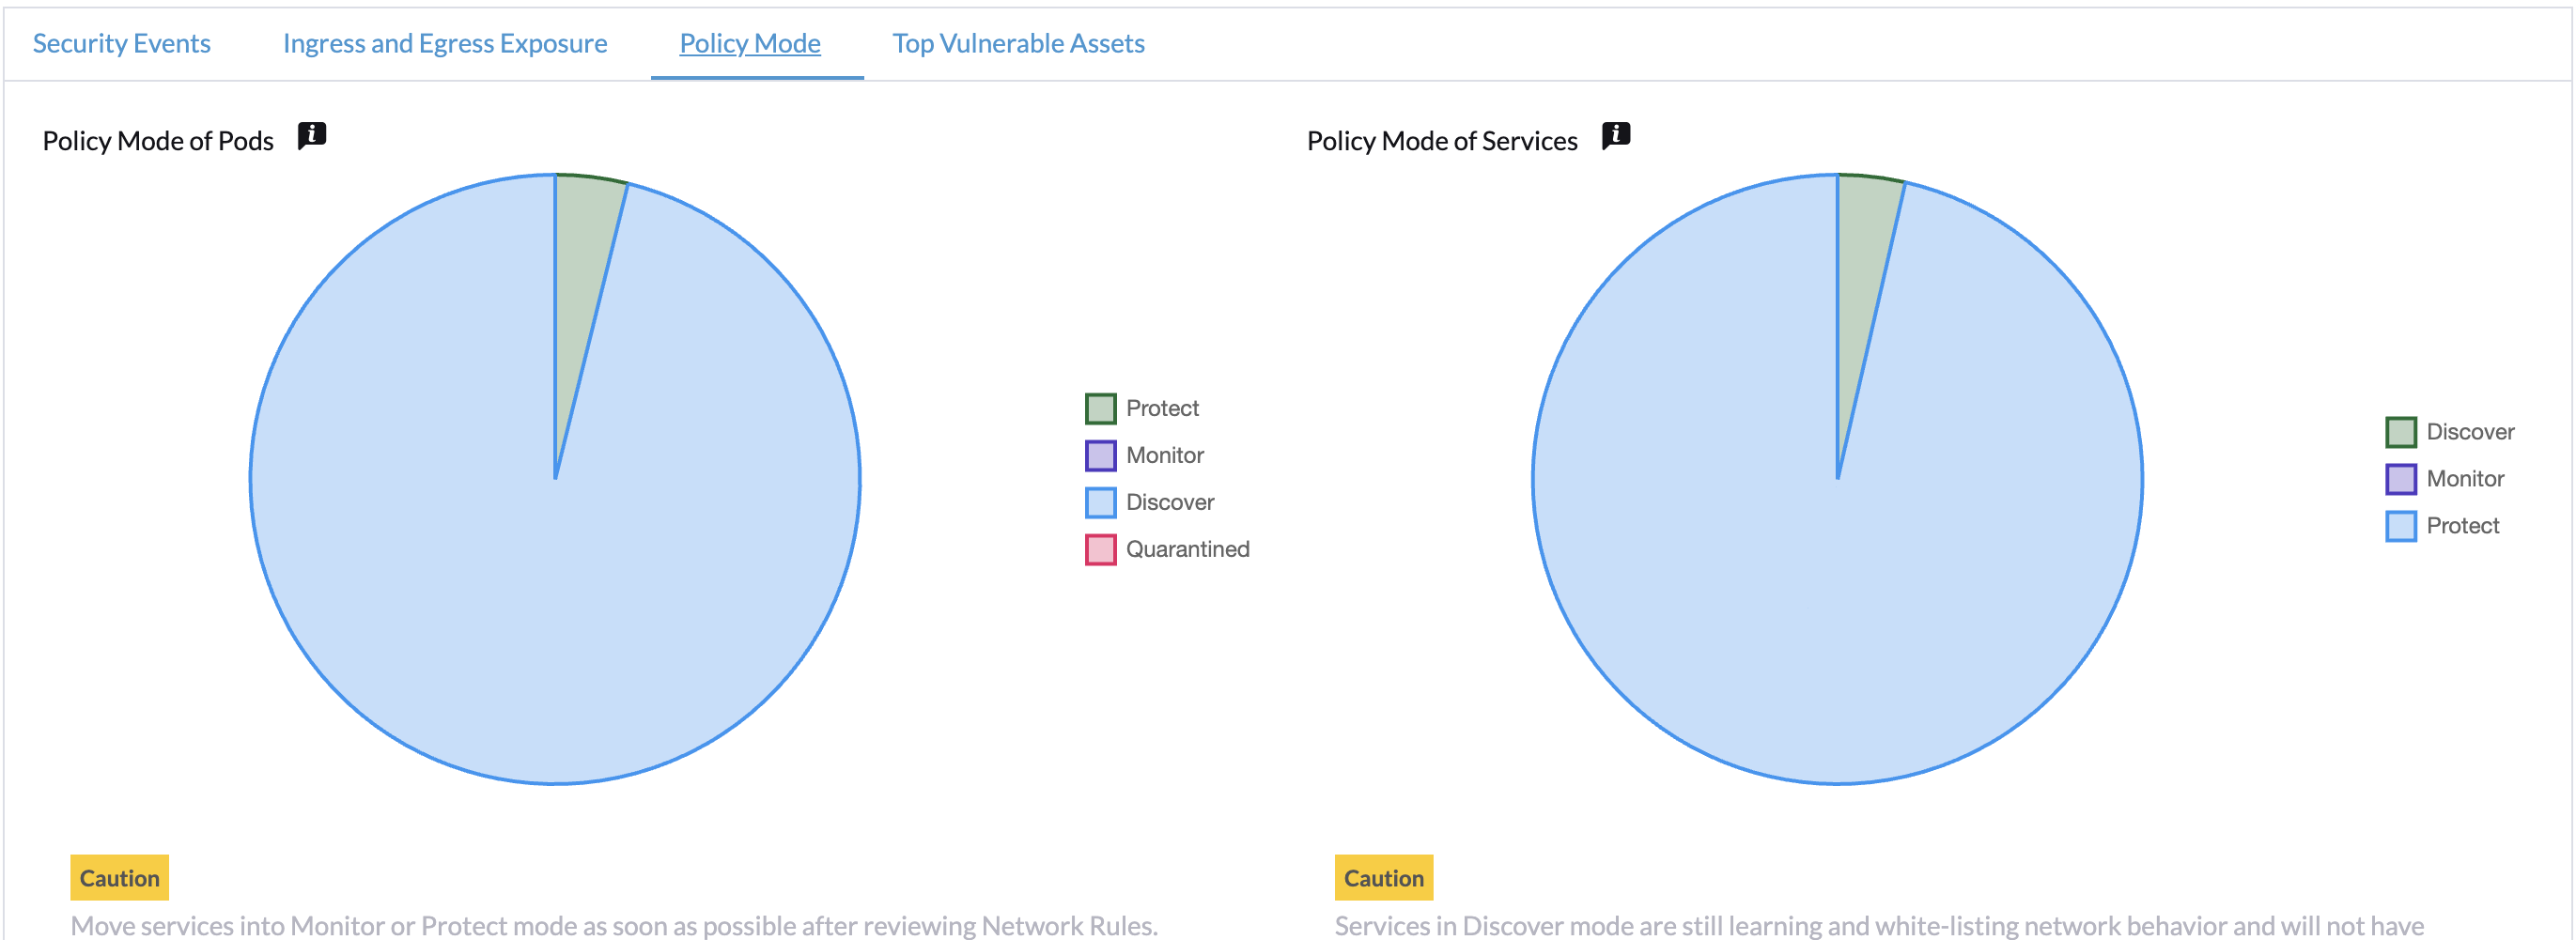 Security Events
Ingress and Egress Exposure
Policy Mode
Top Vulnerable Assets
Policy Mode of Pods
Protect
Monitor
Discover
Quarantined
Caution
Move services into Monitor or Protect mode as soon as possible after reviewing Network Rules.
Policy Mode of Services
Discover
Monitor
Protect
Caution
Services in Discover mode are still learning and white-listing network behavior and will not have